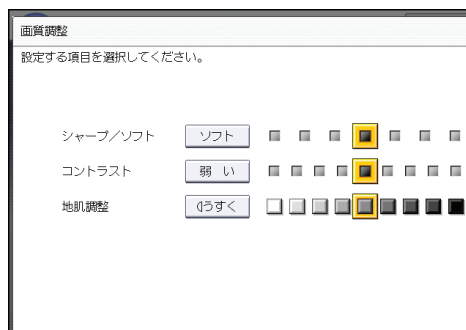 画質調整
設定する項目を選択してください。
シャープ/ソフト ソフト
コントラスト 弱 い
地肌調整 うすく